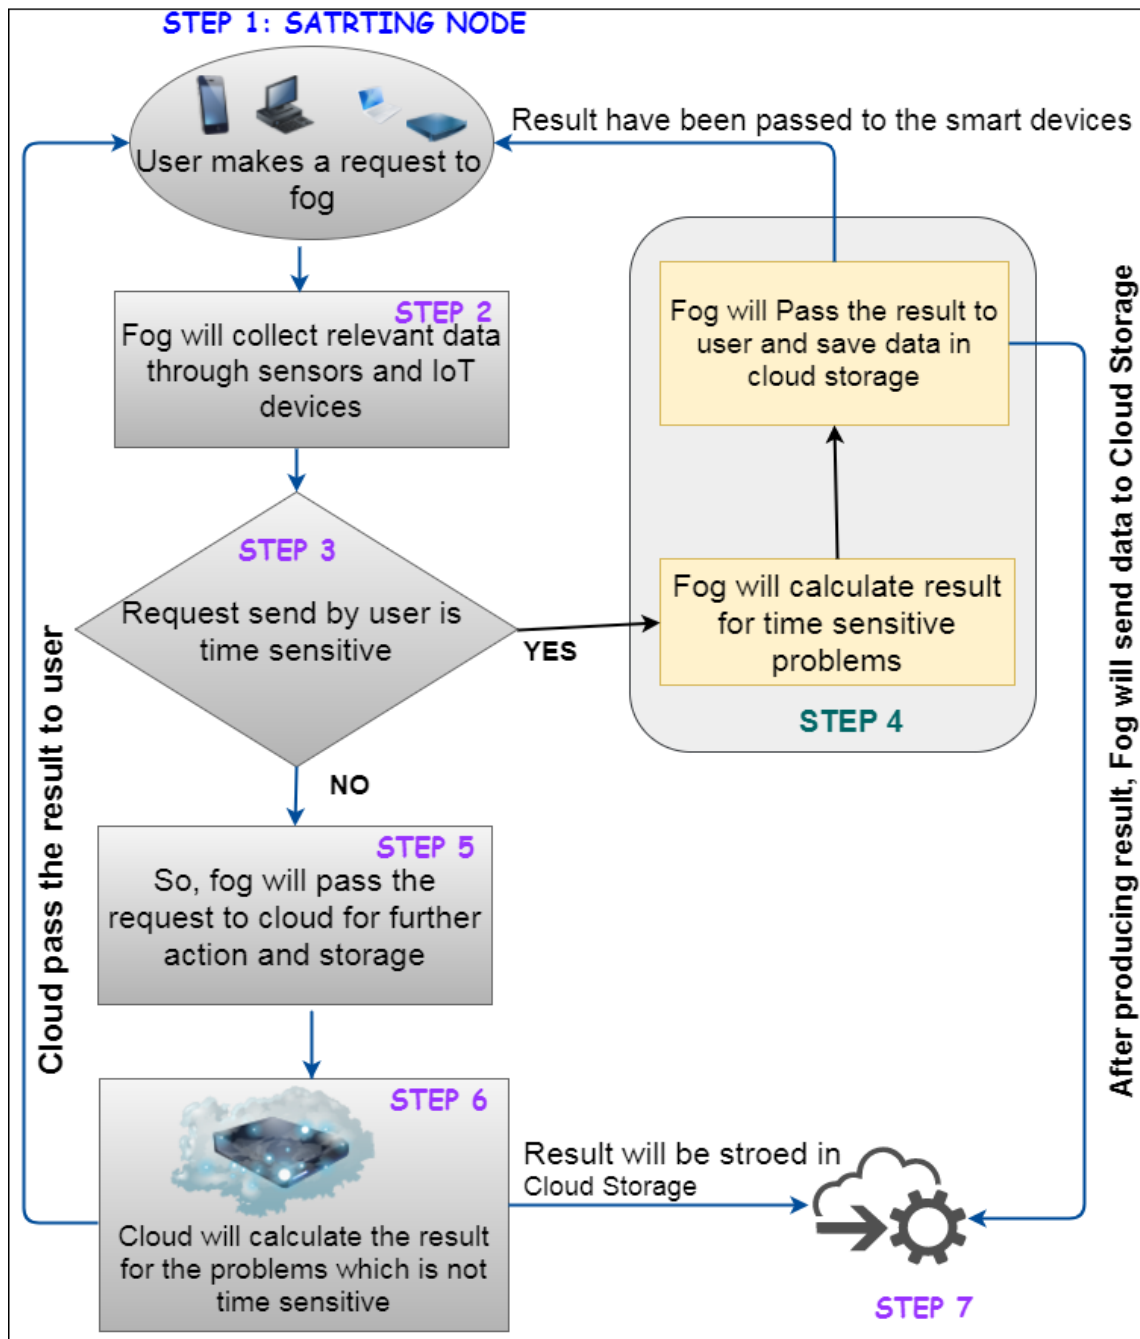 STEP 1: SATRTING NODE
User makes a request to
fog
Result have been passed to the smart devices
STEP 2
Fog will collect relevant data
through sensors and IoT
devices
Fog will Pass the result to
user and save data in
cloud storage
STEP 3
Request send by user is
time sensitive
YES
Fog will calculate result
for time sensitive
problems
STEP 4
NO
STEP 5
So, fog will pass the
request to cloud for further
action and storage
STEP 6
Cloud will calculate the result
for the problems which is not
time sensitive
Result will be stroed in
Cloud Storage
STEP 7
Cloud pass the result to user
After producing result, Fog will send data to Cloud Storage